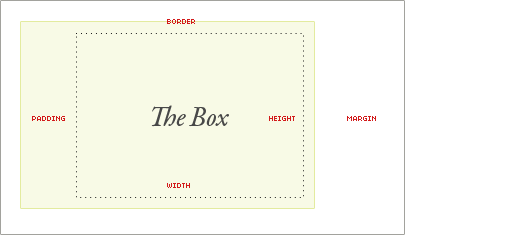 BORDER
PADDING
The Box
HEIGHT
MARGIN
WIDTH